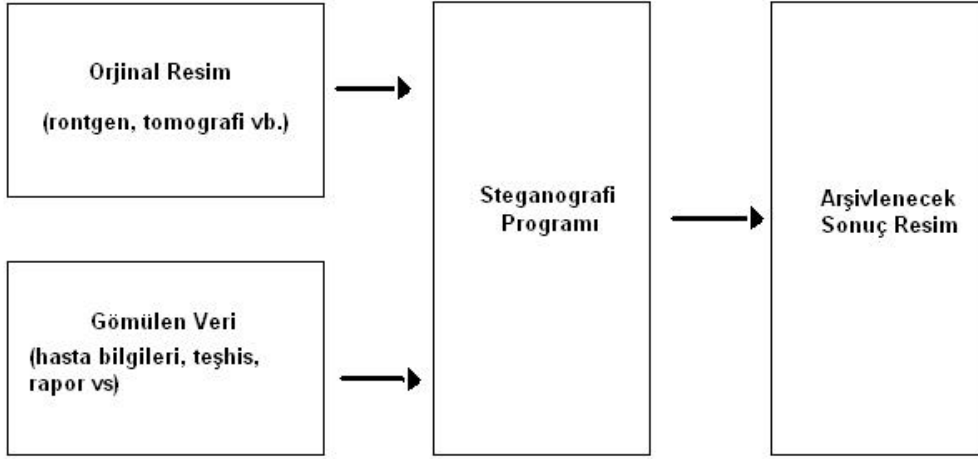 Orjinal Resim
(rontgen, tomografi vb.)
Gömülen Veri
(hasta bilgileri, teşhis,
rapor vs)
Steganografi
Programı
Arşivlenecek
Sonuç Resim